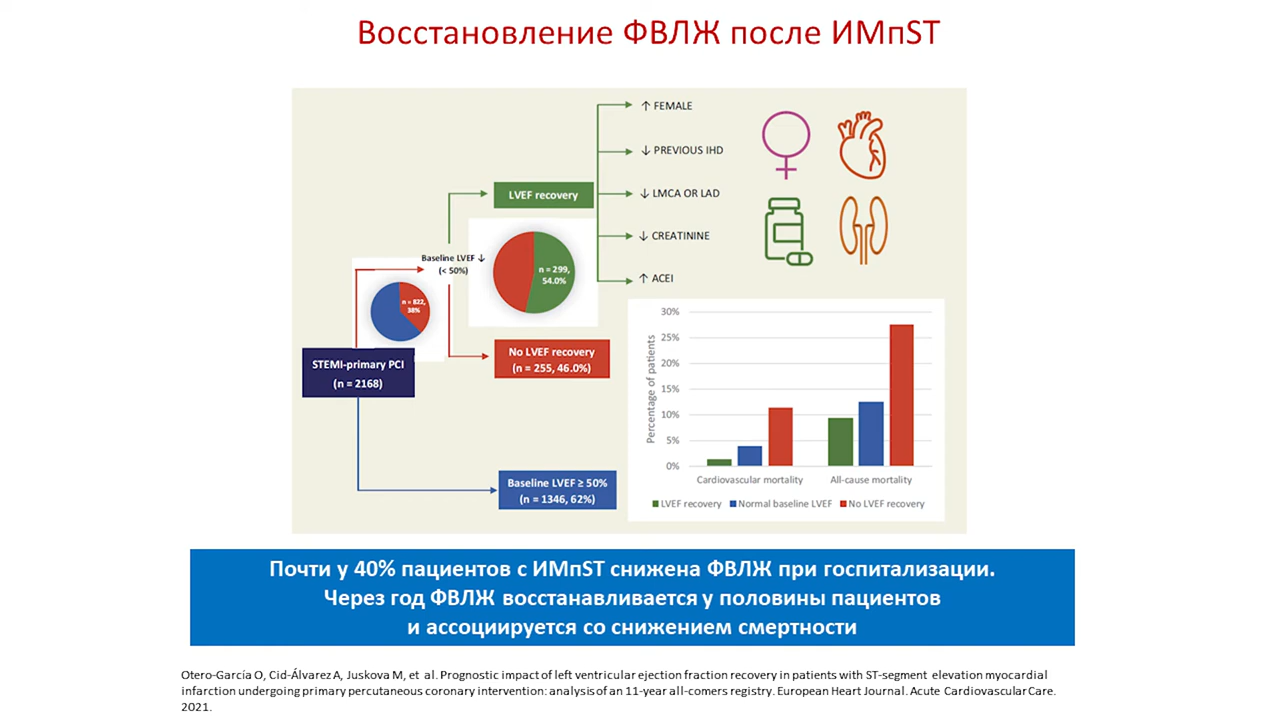 Восстановление ФВЛЖ после ИМпST
↑ FEMALE
↓ PREVIOUS IHD
↓ LMCA OR LAD
↓ CREATININE
↑ ACEI
LVEF recovery
Baseline LVEF ↓
(< 50%)
n = 299,
54.0%
n = 822,
38%
No LVEF recovery
(n = 255, 46.0%)
STEMI-primary PCI
(n = 2168)
Baseline LVEF ≥ 50%
(n = 1346, 62%)
30%
25%
20%
15%
10%
5%
0%
Percentage of patients
Cardiovascular mortality
All-cause mortality
LVEF recovery
Normal baseline LVEF
No LVEF recovery
Почти у 40% пациентов с ИМпST снижена ФВЛЖ при госпитализации.
Через год ФВЛЖ восстанавливается у половины пациентов
и ассоциируется со снижением смертности
Otero-García O, Cid-Álvarez A, Juskova M, et al. Prognostic impact of left ventricular ejection fraction recovery in patients with ST-segment elevation myocardial
infarction undergoing primary percutaneous coronary intervention: analysis of an 11-year all-comers registry. European Heart Journal. Acute Cardiovascular Care.
2021.